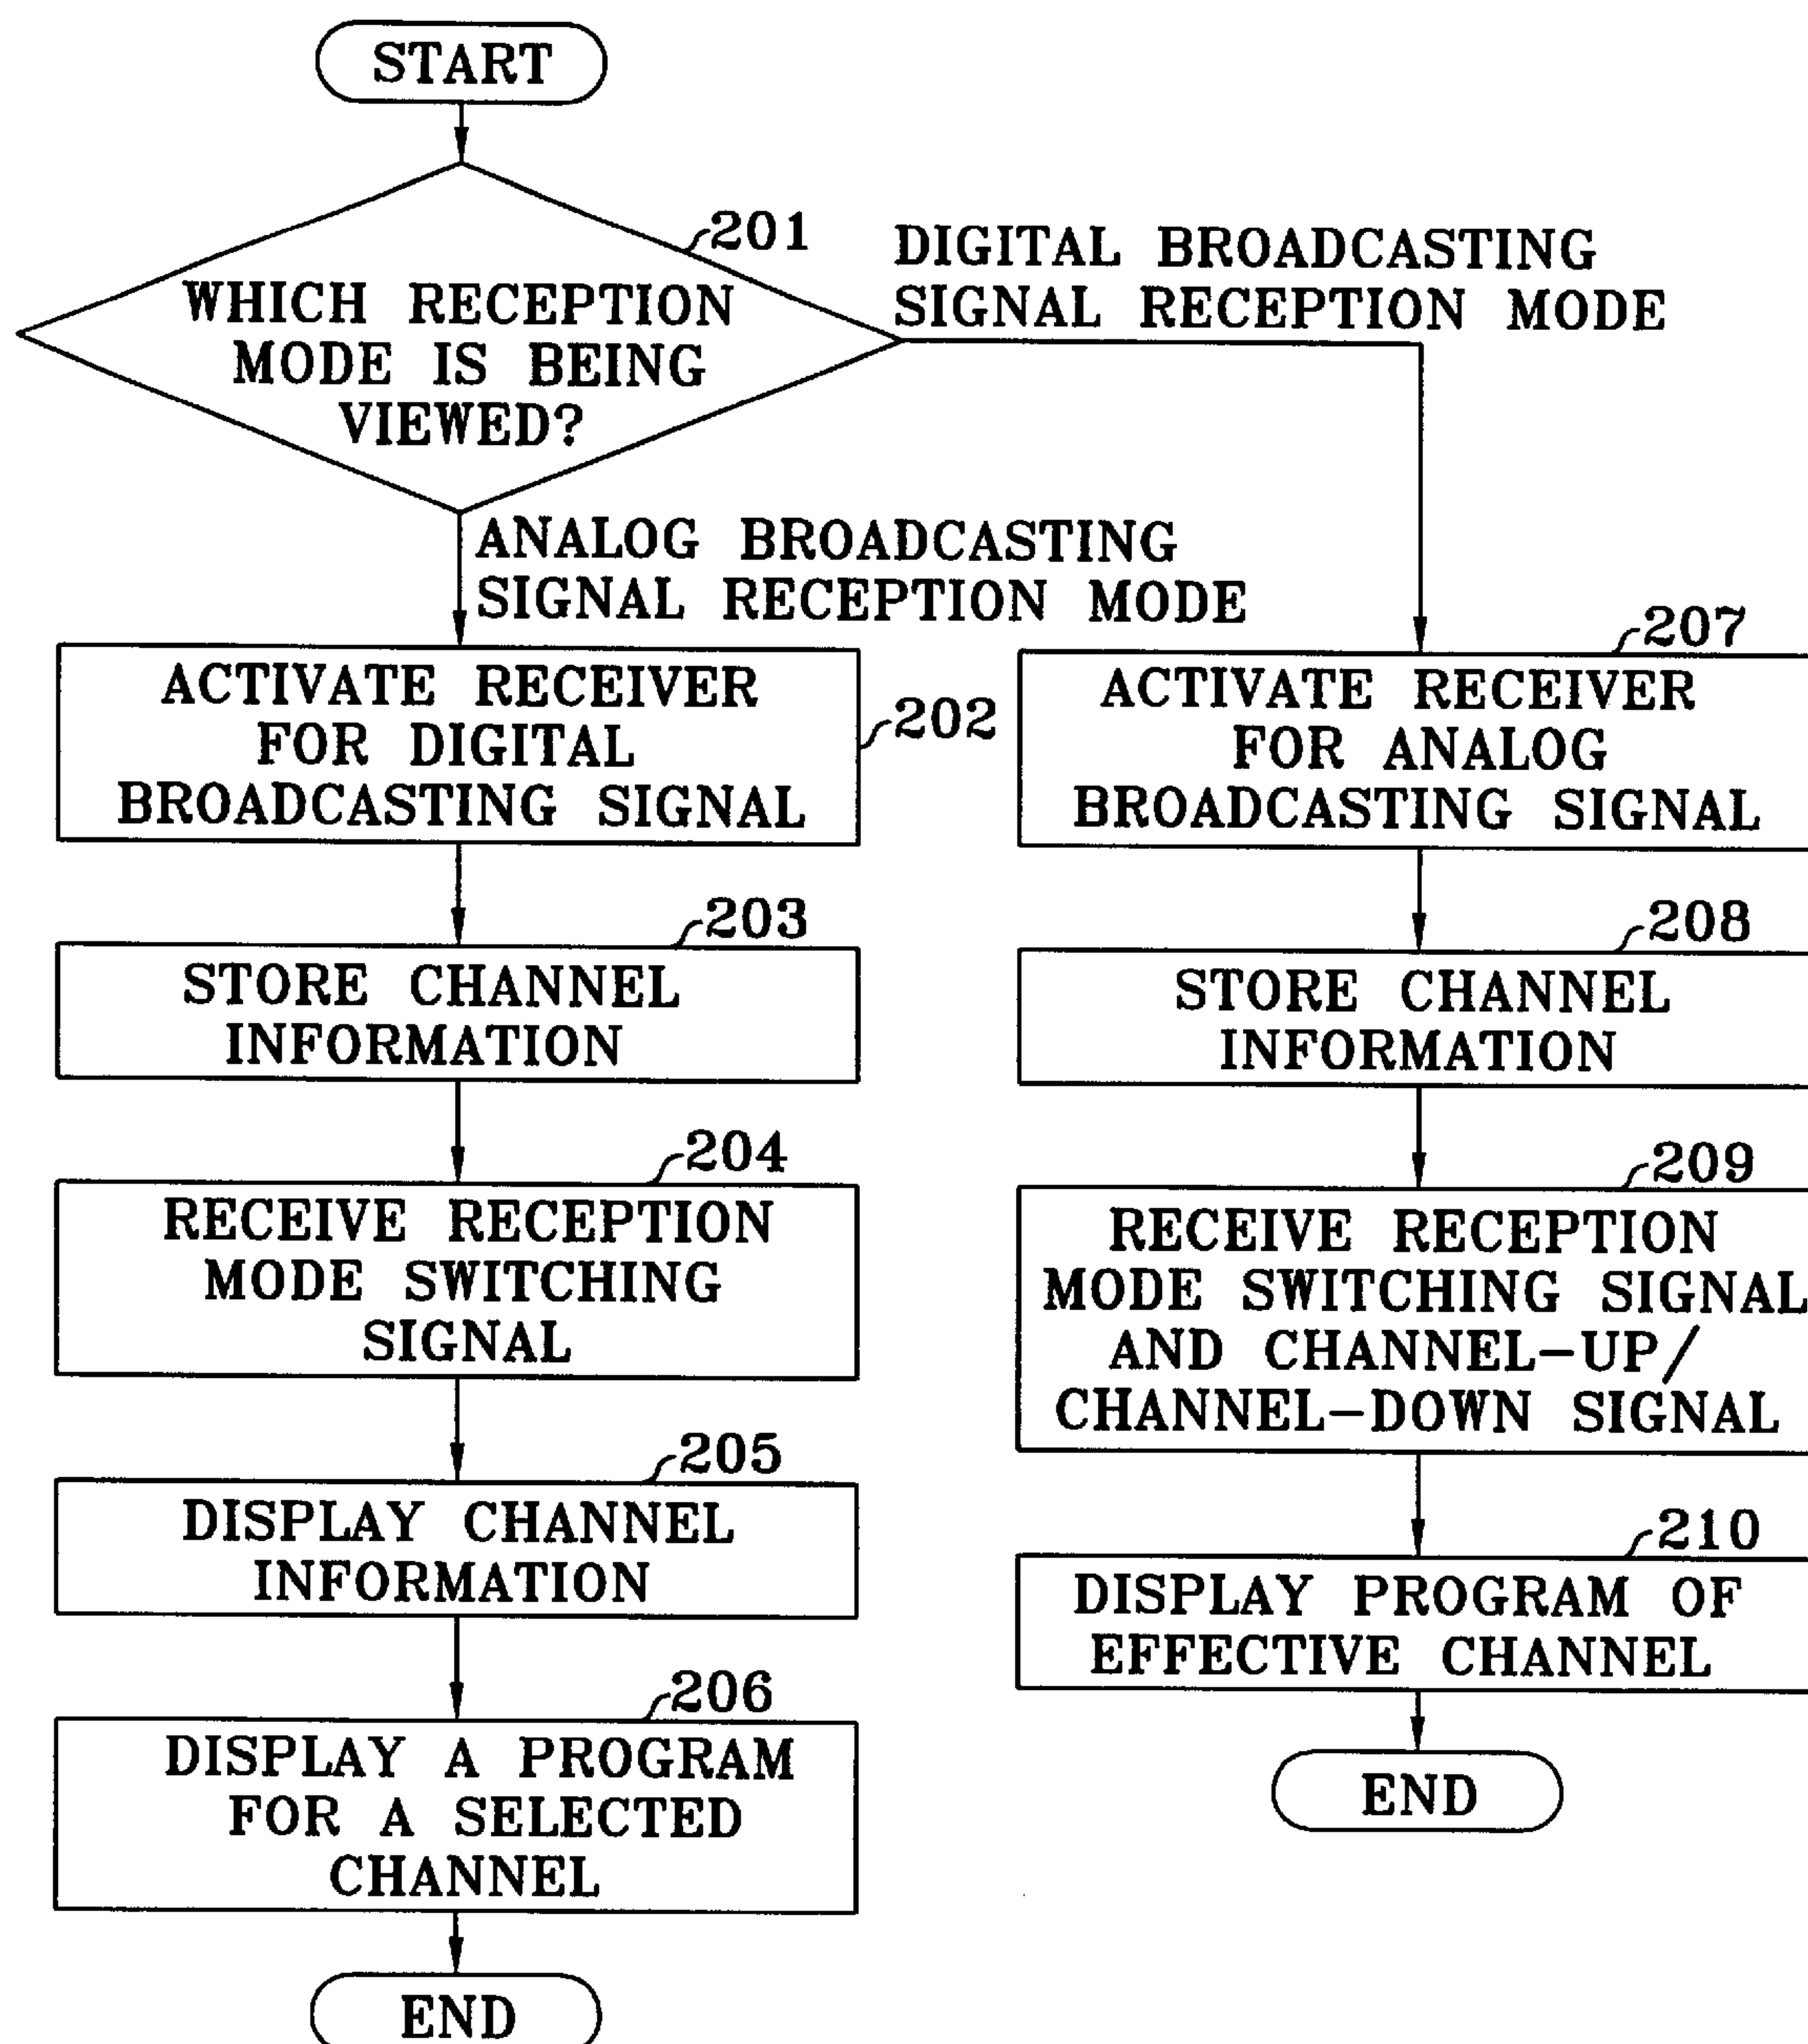 START
201
WHICH RECEPTION
MODE IS BEING
VIEWED?
DIGITAL BROADCASTING
SIGNAL RECEPTION MODE
ANALOG BROADCASTING
SIGNAL RECEPTION MODE
ACTIVATE RECEIVER
FOR DIGITAL
BROADCASTING SIGNAL
202
203
STORE CHANNEL
INFORMATION
204
RECEIVE RECEPTION
MODE SWITCHING
SIGNAL
205
DISPLAY CHANNEL
INFORMATION
206
DISPLAY A PROGRAM
FOR A SELECTED
CHANNEL
END
207
ACTIVATE RECEIVER
FOR ANALOG
BROADCASTING SIGNAL
208
STORE CHANNEL
INFORMATION
209
RECEIVE RECEPTION
MODE SWITCHING SIGNAL
AND CHANNEL-UP/
CHANNEL-DOWN SIGNAL
210
DISPLAY PROGRAM OF
EFFECTIVE CHANNEL
END